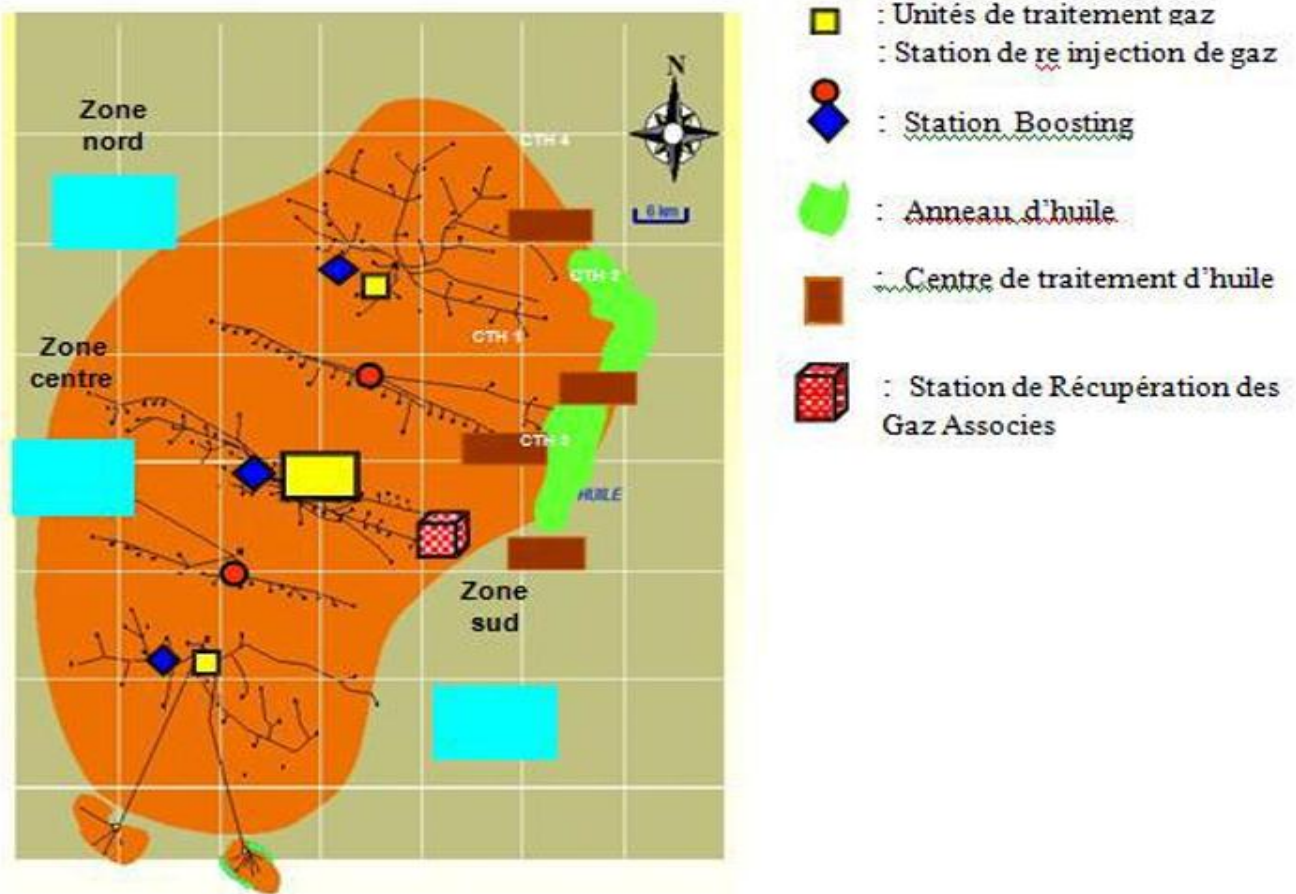 Zone
nord
N
CTH 4
6 km
CTH 2
CTH 1
Zone
centre
CTH 3
HUILE
Zone
sud
: Unités de traitement gaz
: Station de re injection de gaz
: Station Boosting
: Anneau d'huile
: Centre de traitement d'huile
: Station de Récupération des
Gaz Associes